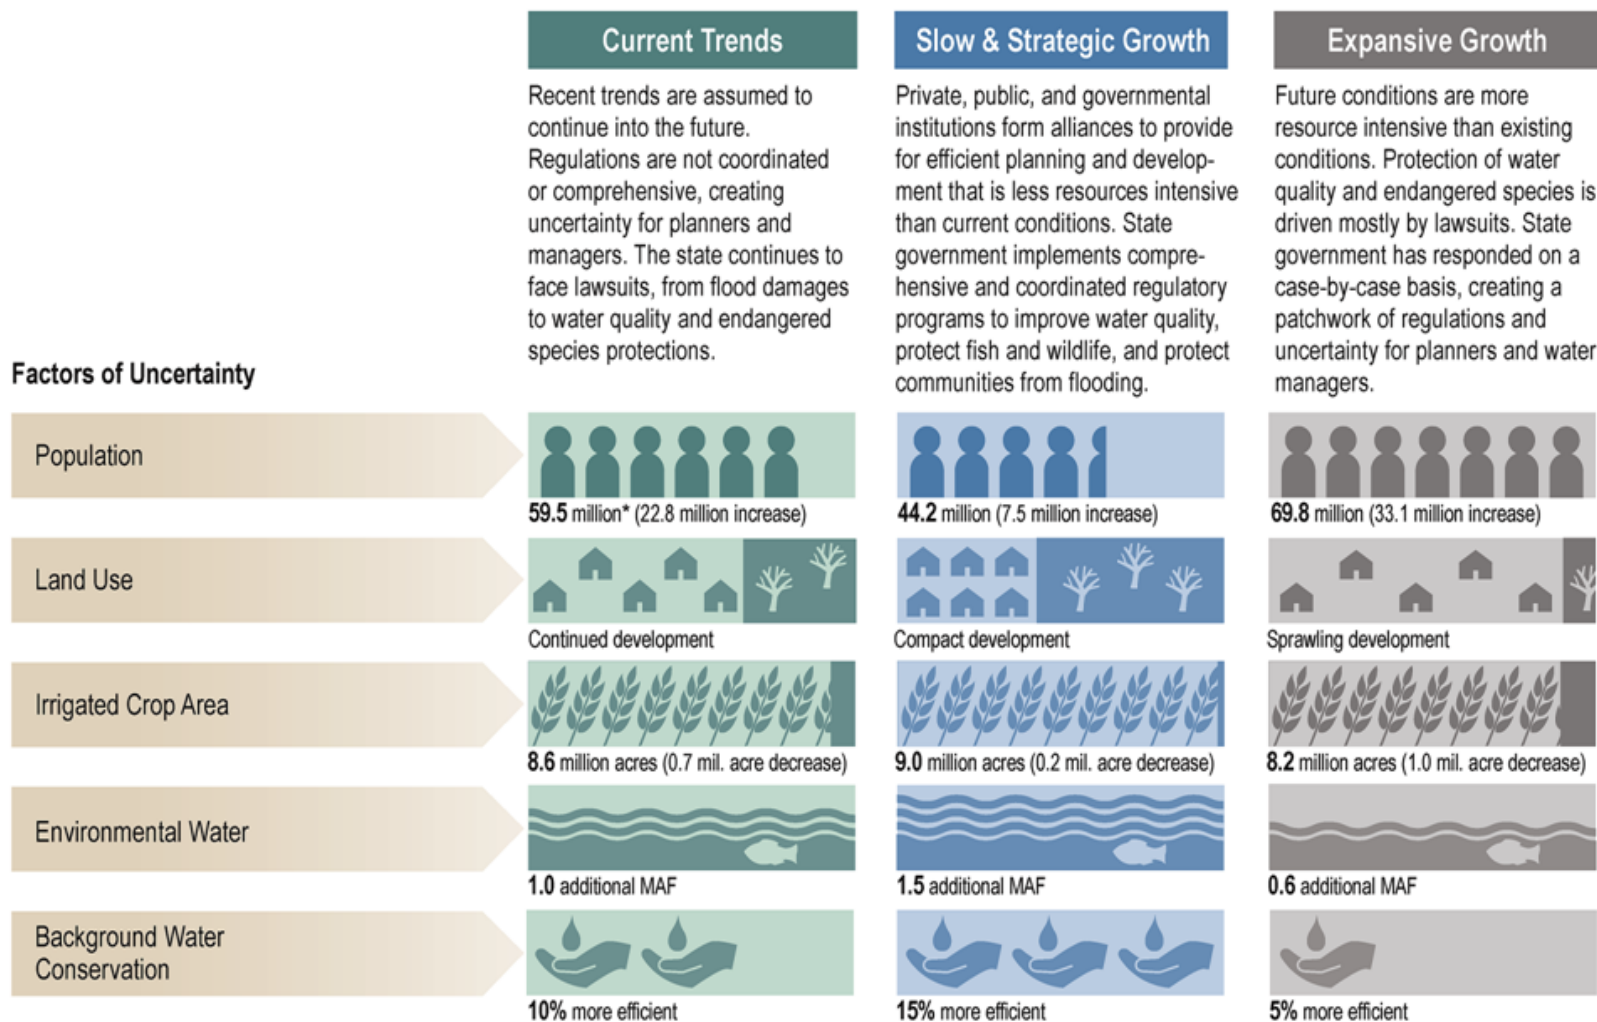 Current Trends
Slow & Strategic Growth
Expansive Growth
Recent trends are assumed to
continue into the future.
Regulations are not coordinated
or comprehensive, creating
uncertainty for planners and
managers. The state continues to
face lawsuits, from flood damages
to water quality and endangered
species protections.
Private, public, and governmental
institutions form alliances to provide
for efficient planning and develop-
ment that is less resources intensive
than current conditions. State
government implements compre-
hensive and coordinated regulatory
programs to improve water quality,
protect fish and wildlife, and protect
communities from flooding.
Future conditions are more
resource intensive than existing
conditions. Protection of water
quality and endangered species is
driven mostly by lawsuits. State
government has responded on a
case-by-case basis, creating a
patchwork of regulations and
uncertainty for planners and water
managers.
Factors of Uncertainty
Population
59.5 million* (22.8 million increase)
44.2 million (7.5 million increase)
69.8 million (33.1 million increase)
Land Use
Continued development
Compact development
Sprawling development
Irrigated Crop Area
8.6 million acres (0.7 mil. acre decrease)
9.0 million acres (0.2 mil. acre decrease)
8.2 million acres (1.0 mil. acre decrease)
Environmental Water
1.0 additional MAF
1.5 additional MAF
0.6 additional MAF
Background Water
Conservation
10% more efficient
15% more efficient
5% more efficient